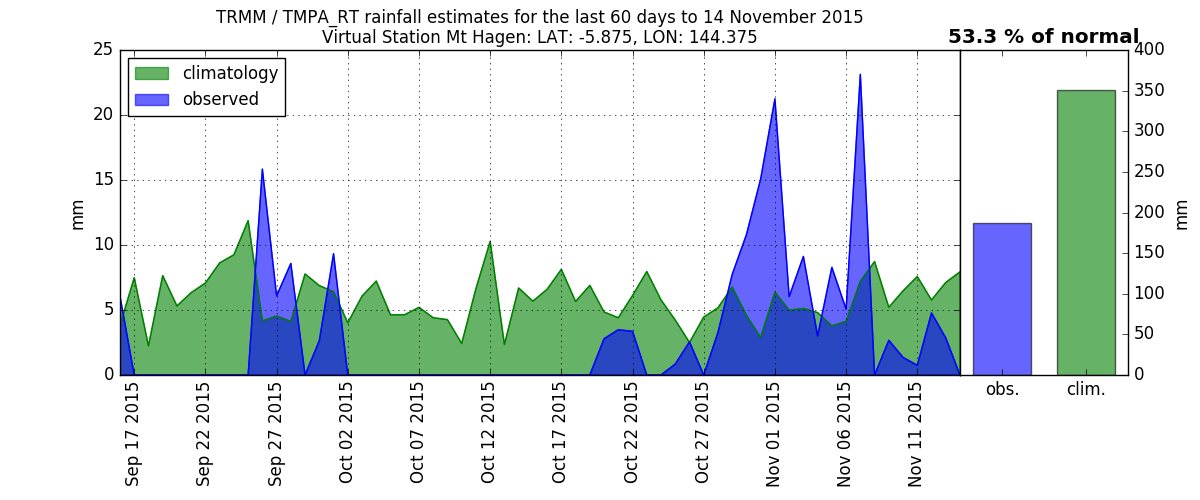 TRMM / TMPA_RT rainfall estimates for the last 60 days to 14 November 2015
Virtual Station Mt Hagen: LAT: -5.875, LON: 144.375
53.3 % of normal
climatology
observed
25
20
15
10
5
0
mm
Sep 17 2015
Sep 22 2015
Sep 27 2015
Oct 02 2015
Oct 07 2015
Oct 12 2015
Oct 17 2015
Oct 22 2015
Oct 27 2015
Nov 01 2015
Nov 06 2015
Nov 11 2015
400
350
300
250
200
150
100
50
0
mm
obs.
clim.